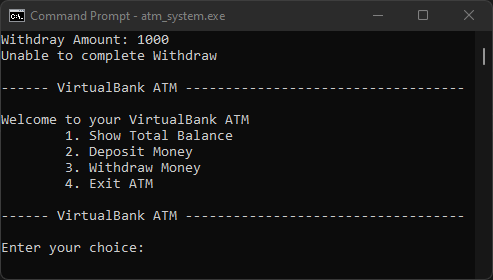 Command Prompt - atm_system.exe
Withdray Amount: 1000
Unable to complete Withdraw
------ VirtualBank ATM -----------------------------------
Welcome to your VirtualBank ATM
1. Show Total Balance
2. Deposit Money
3. Withdraw Money
4. Exit ATM
------ VirtualBank ATM -----------------------------------
Enter your choice: